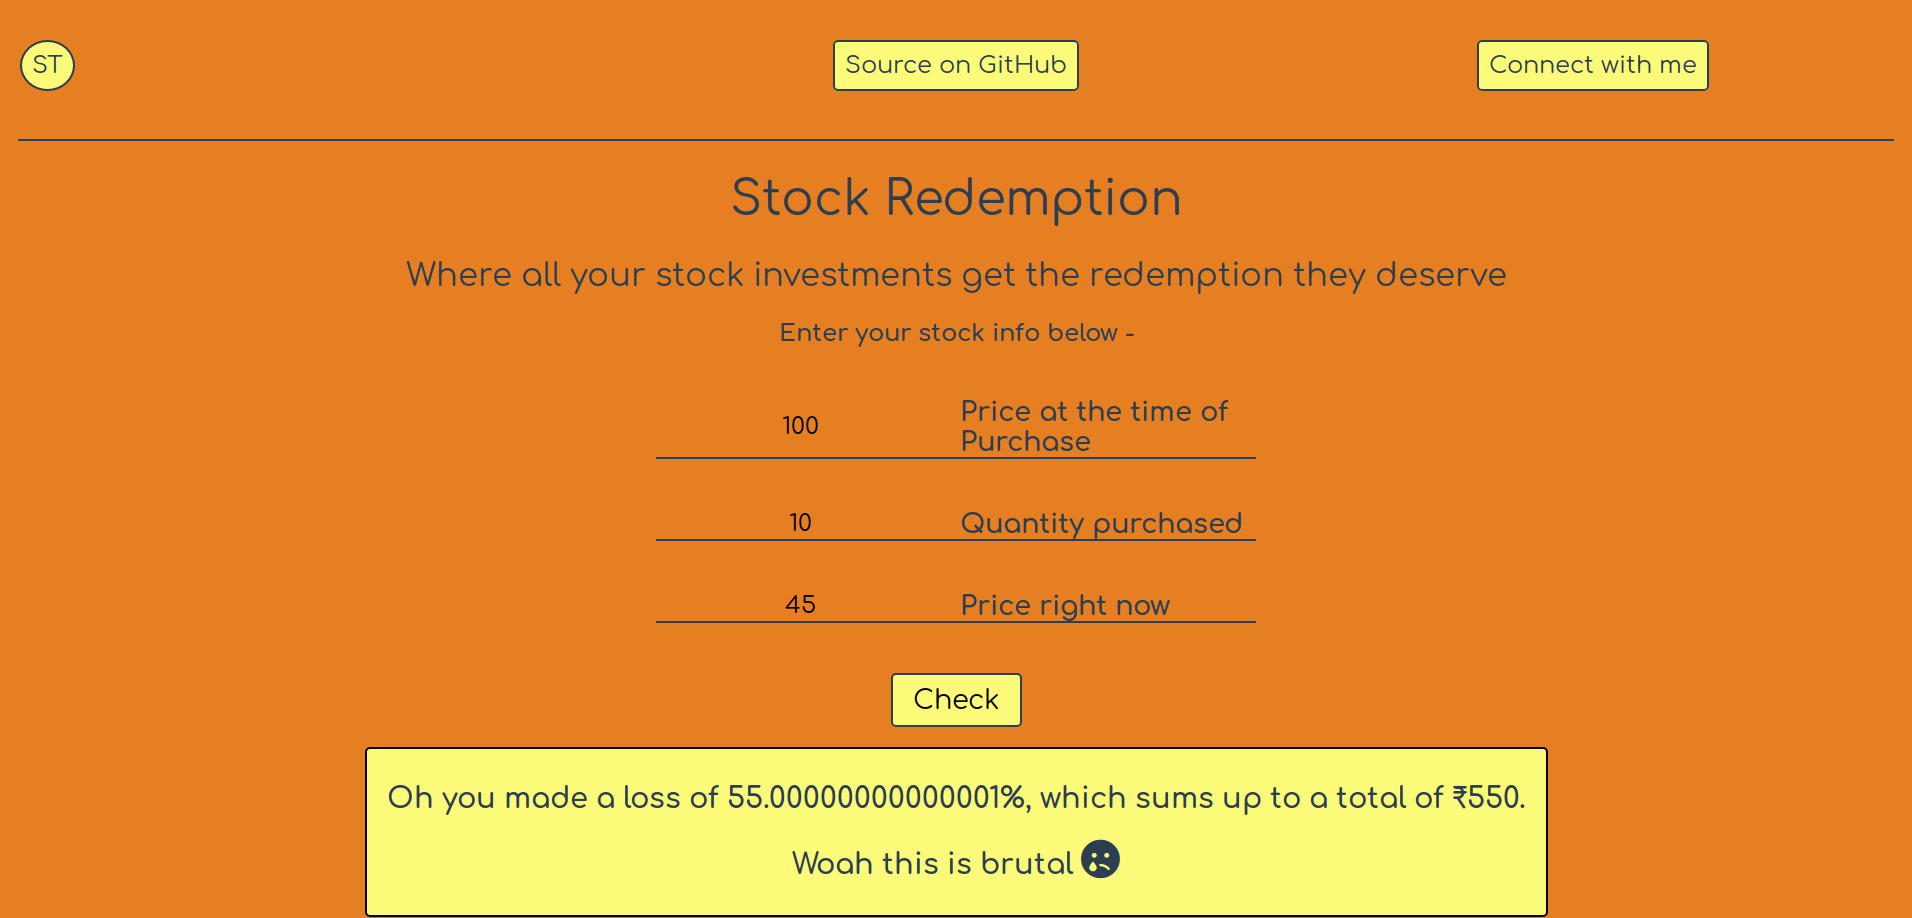 ST
Source on GitHub
Connect with me
Stock Redemption
Where all your stock investments get the redemption they deserve
Enter your stock info below -
100
Price at the time of
Purchase
10
Quantity purchased
45
Price right now
Check
Oh you made a loss of 55.00000000000001%, which sums up to a total of ₹550.
Woah this is brutal